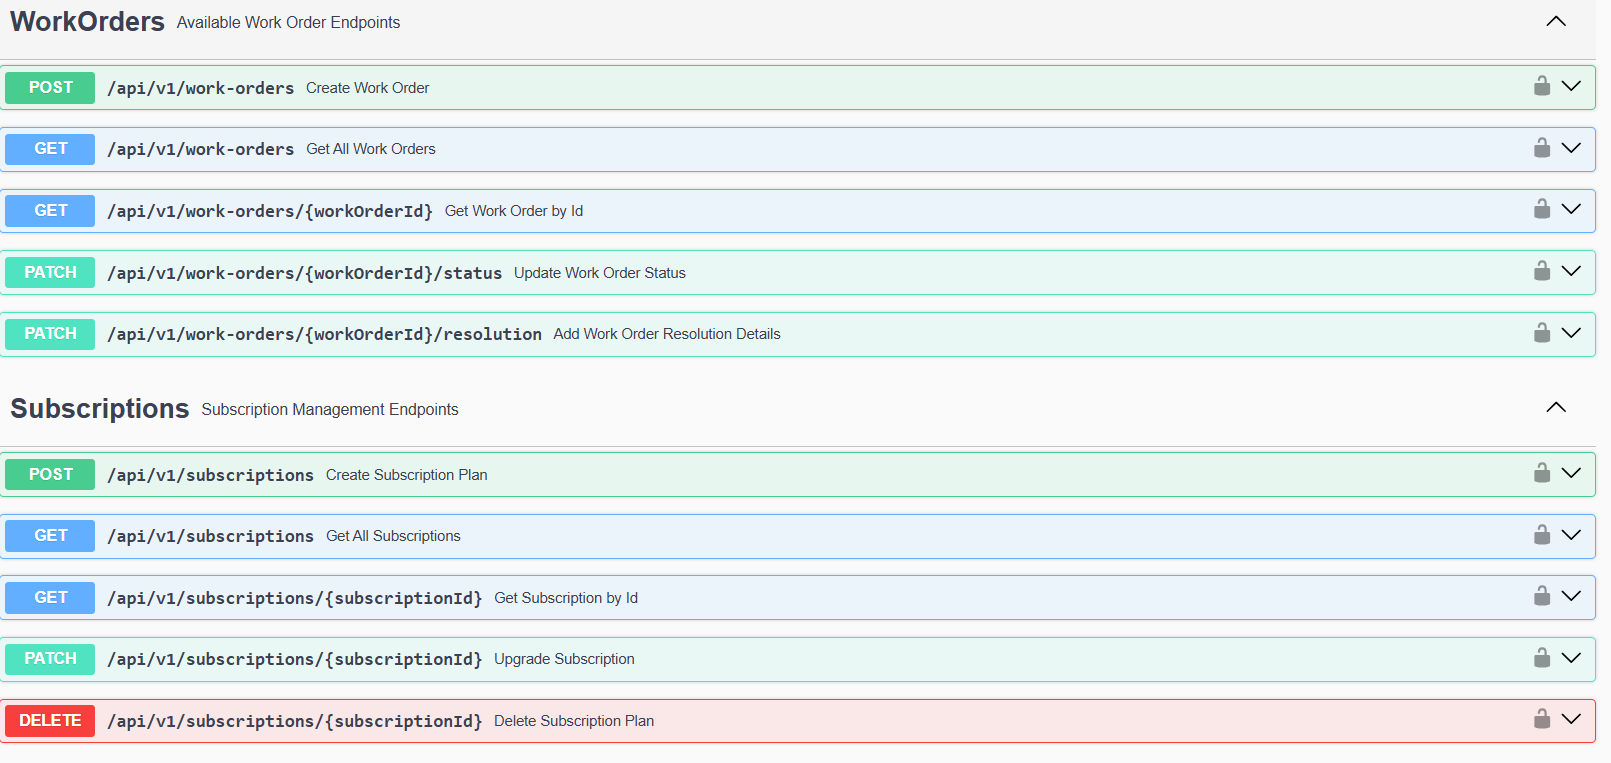 WorkOrders Available Work Order Endpoints
POST /api/v1/work-orders Create Work Order
GET /api/v1/work-orders Get All Work Orders
GET /api/v1/work-orders/{workOrderId} Get Work Order by Id
PATCH /api/v1/work-orders/{workOrderId}/status Update Work Order Status
PATCH /api/v1/work-orders/{workOrderId}/resolution Add Work Order Resolution Details
Subscriptions Subscription Management Endpoints
POST /api/v1/subscriptions Create Subscription Plan
GET /api/v1/subscriptions Get All Subscriptions
GET /api/v1/subscriptions/{subscriptionId} Get Subscription by Id
PATCH /api/v1/subscriptions/{subscriptionId} Upgrade Subscription
DELETE /api/v1/subscriptions/{subscriptionId} Delete Subscription Plan